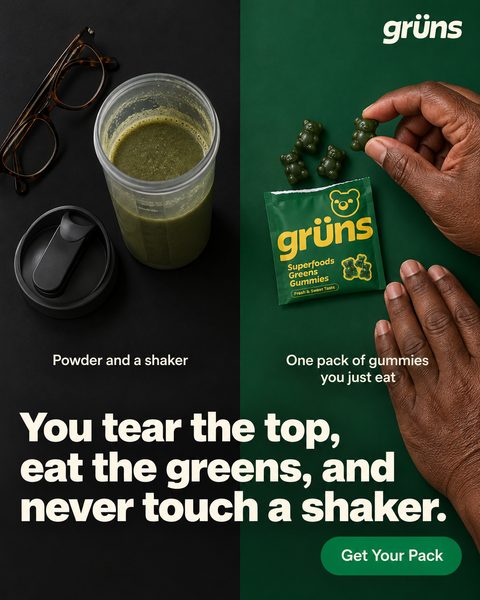 grüns
grüns
Superfoods
Greens
Gummies
Fresh & Sweet Taste
Powder and a shaker
One pack of gummies
you just eat
You tear the top,
eat the greens, and
never touch a shaker.
Get Your Pack